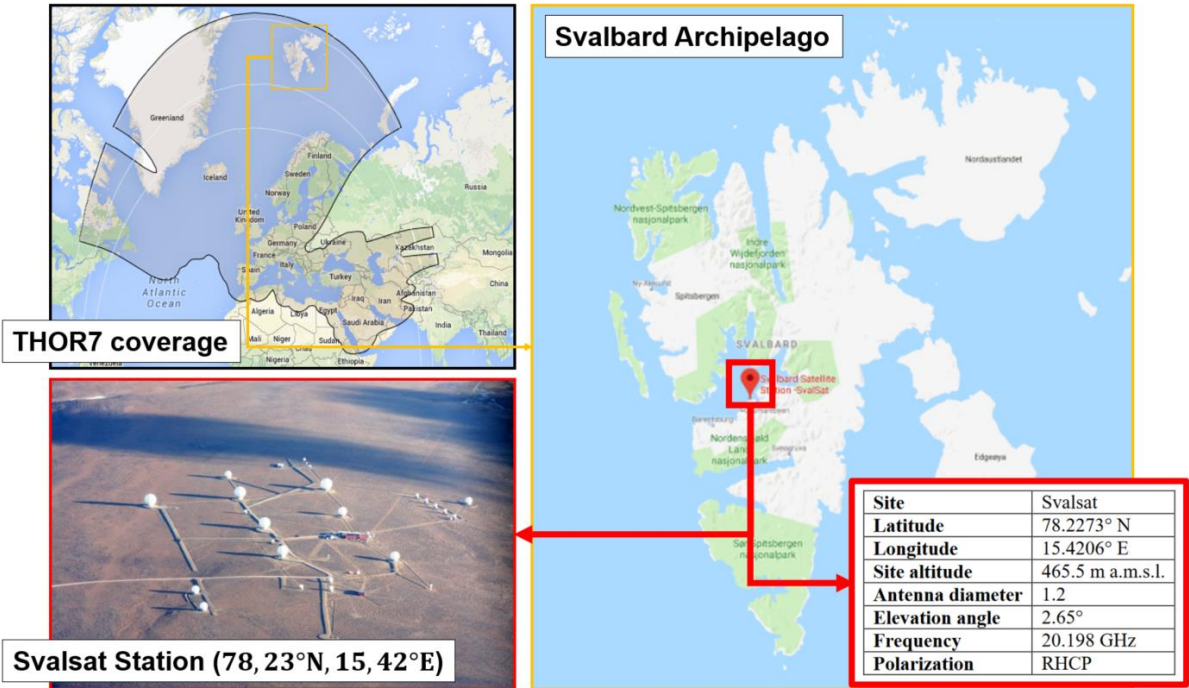 Greenland
Iceland
Finland
Sweden
Norway
Russia
United
Kingdom
Poland
Germany
Ukraine
Kazakhstan
France
Mongolia
Spain
Italy
Turkey
China
North
Atlantic
Ocean
Iraq
Iran
Afghanistan
Pakistan
Algeria
Libya
Egypt
Saudi Arabia
India
Thailand
Mali
Niger
Sudan
Chad
Nigeria
Ethiopia
Venezuela
THOR7 coverage
Svalbard Archipelago
Nordaustlandet
Nordvest-Spitsbergen
nasjonalpark
Indre
Wijdefjorden
nasjonalpark
Spitsbergen
SVALBARD
Svalbard Satellite
Station -SvalSat
Barentsburg
nasjonalpark
Edgeøya
nasjonalpark
Svalsat Station (78, 23°N, 15, 42°E)
Site Svalsat
Latitude 78.2273° N
Longitude 15.4206° E
Site altitude 465.5 m a.m.s.l.
Antenna diameter 1.2
Elevation angle 2.65°
Frequency 20.198 GHz
Polarization RHCP